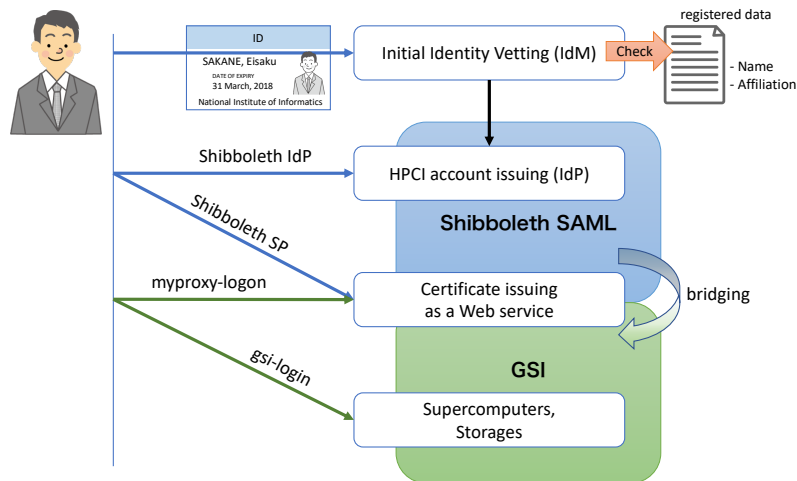 registered data
ID
SAKANE, Eisaku
DATE OF EXPIRY
31 March, 2018
National Institute of Informatics
Initial Identity Vetting (IdM)
Check
- Name
- Affiliation
Shibboleth IdP
HPCI account issuing (IdP)
Shibboleth SP
Shibboleth SAML
myproxy-logon
Certificate issuing
as a Web service
bridging
gsi-login
GSI
Supercomputers,
Storages